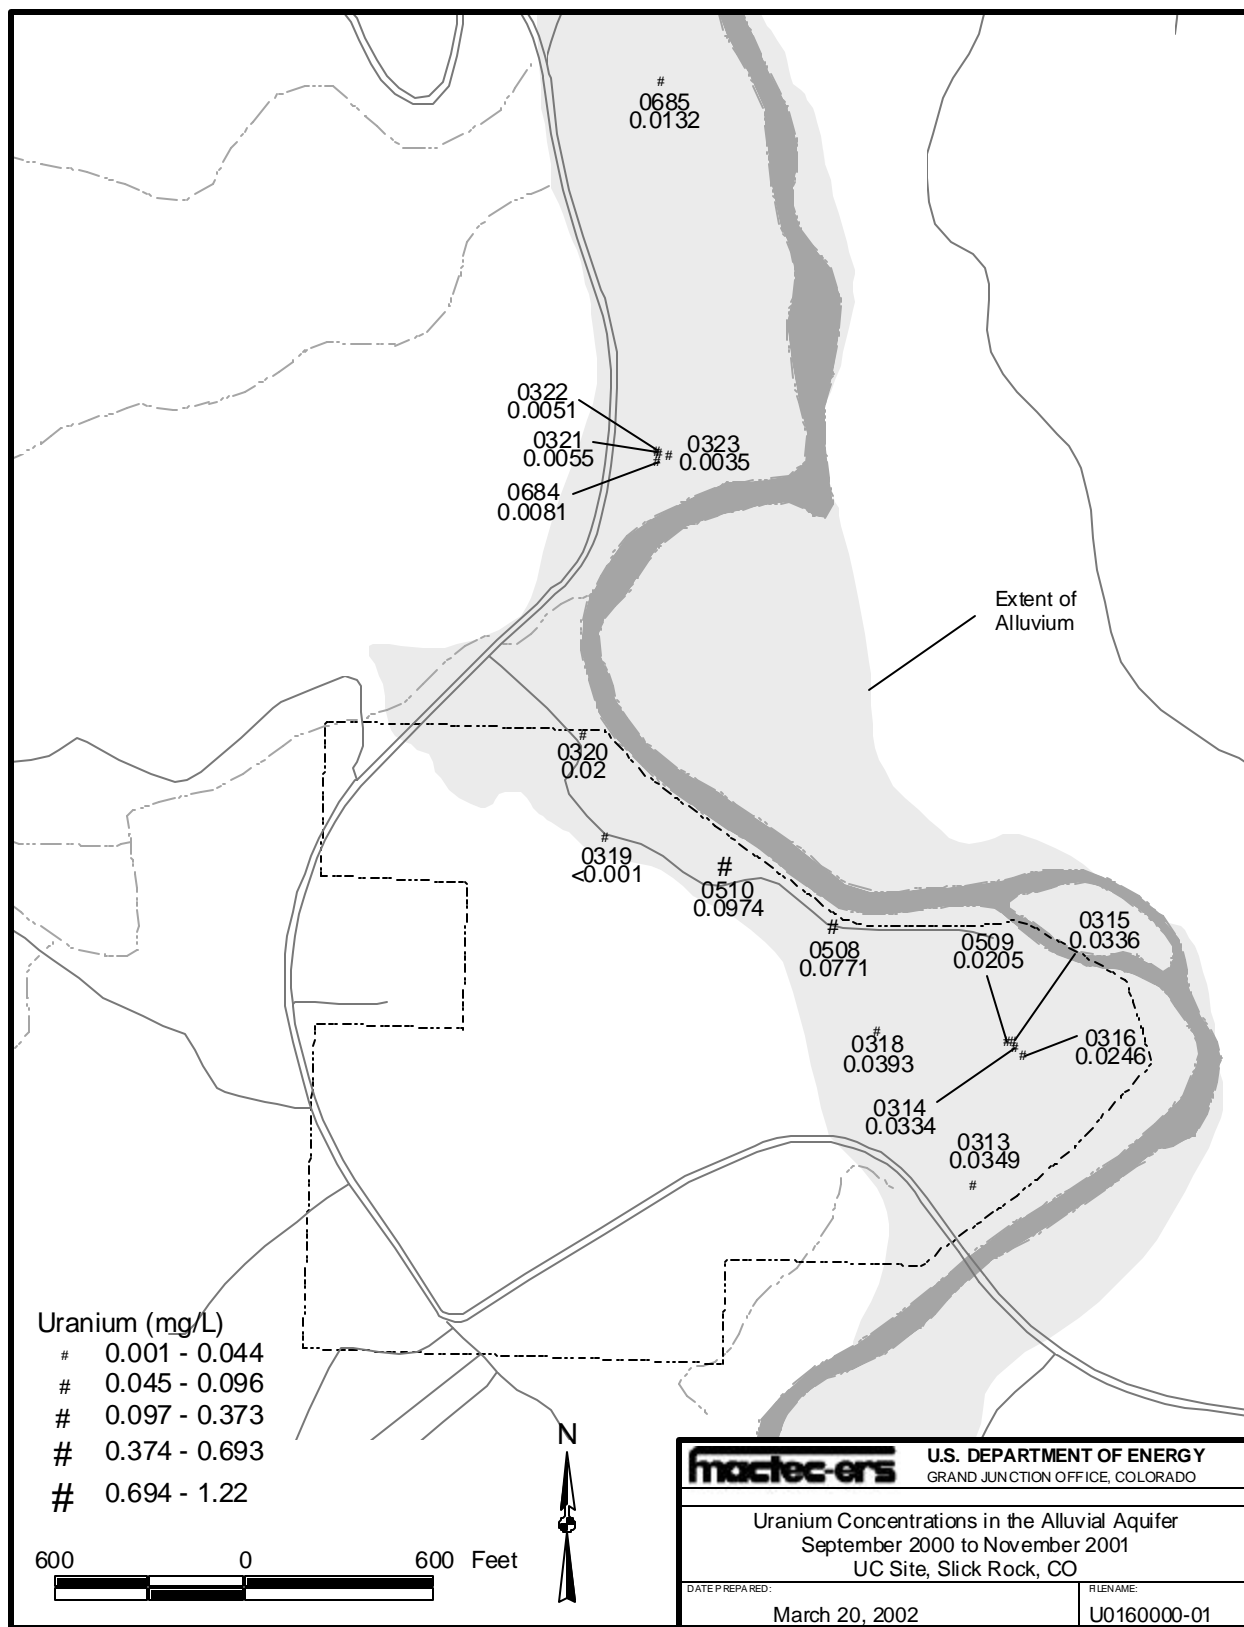 #
0685
0.0132
0322
0.0051
0321
0.0055
0684
0.0081
#
#
#
#
0323
0.0035
Extent of
Alluvium
#
0320
0.02
#
0319
<0.001
#
0510
0.0974
#
0508
0.0771
0509
0.0205
0315
0.0336
#
0318
0.0393
#
#
#
#
0316
0.0246
0314
0.0334
0313
0.0349
#
Uranium (mg/L)
# 0.001 - 0.044
# 0.045 - 0.096
# 0.097 - 0.373
# 0.374 - 0.693
# 0.694 - 1.22
N
600 0 600 Feet
mactec-ers
U.S. DEPARTMENT OF ENERGY
GRAND JUNCTION OFFICE, COLORADO
Uranium Concentrations in the Alluvial Aquifer
September 2000 to November 2001
UC Site, Slick Rock, CO
DATE PREPARED:
March 20, 2002
FILENAME:
U0160000-01